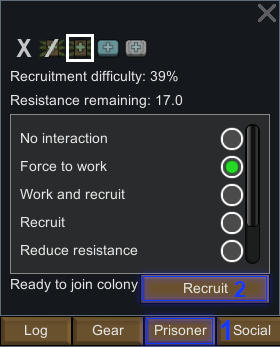 Recruitment difficulty: 39%
Resistance remaining: 17.0
No interaction
Force to work
Work and recruit
Recruit
Reduce resistance
Ready to join colony Recruit 2
Log Gear Prisoner 1 Social